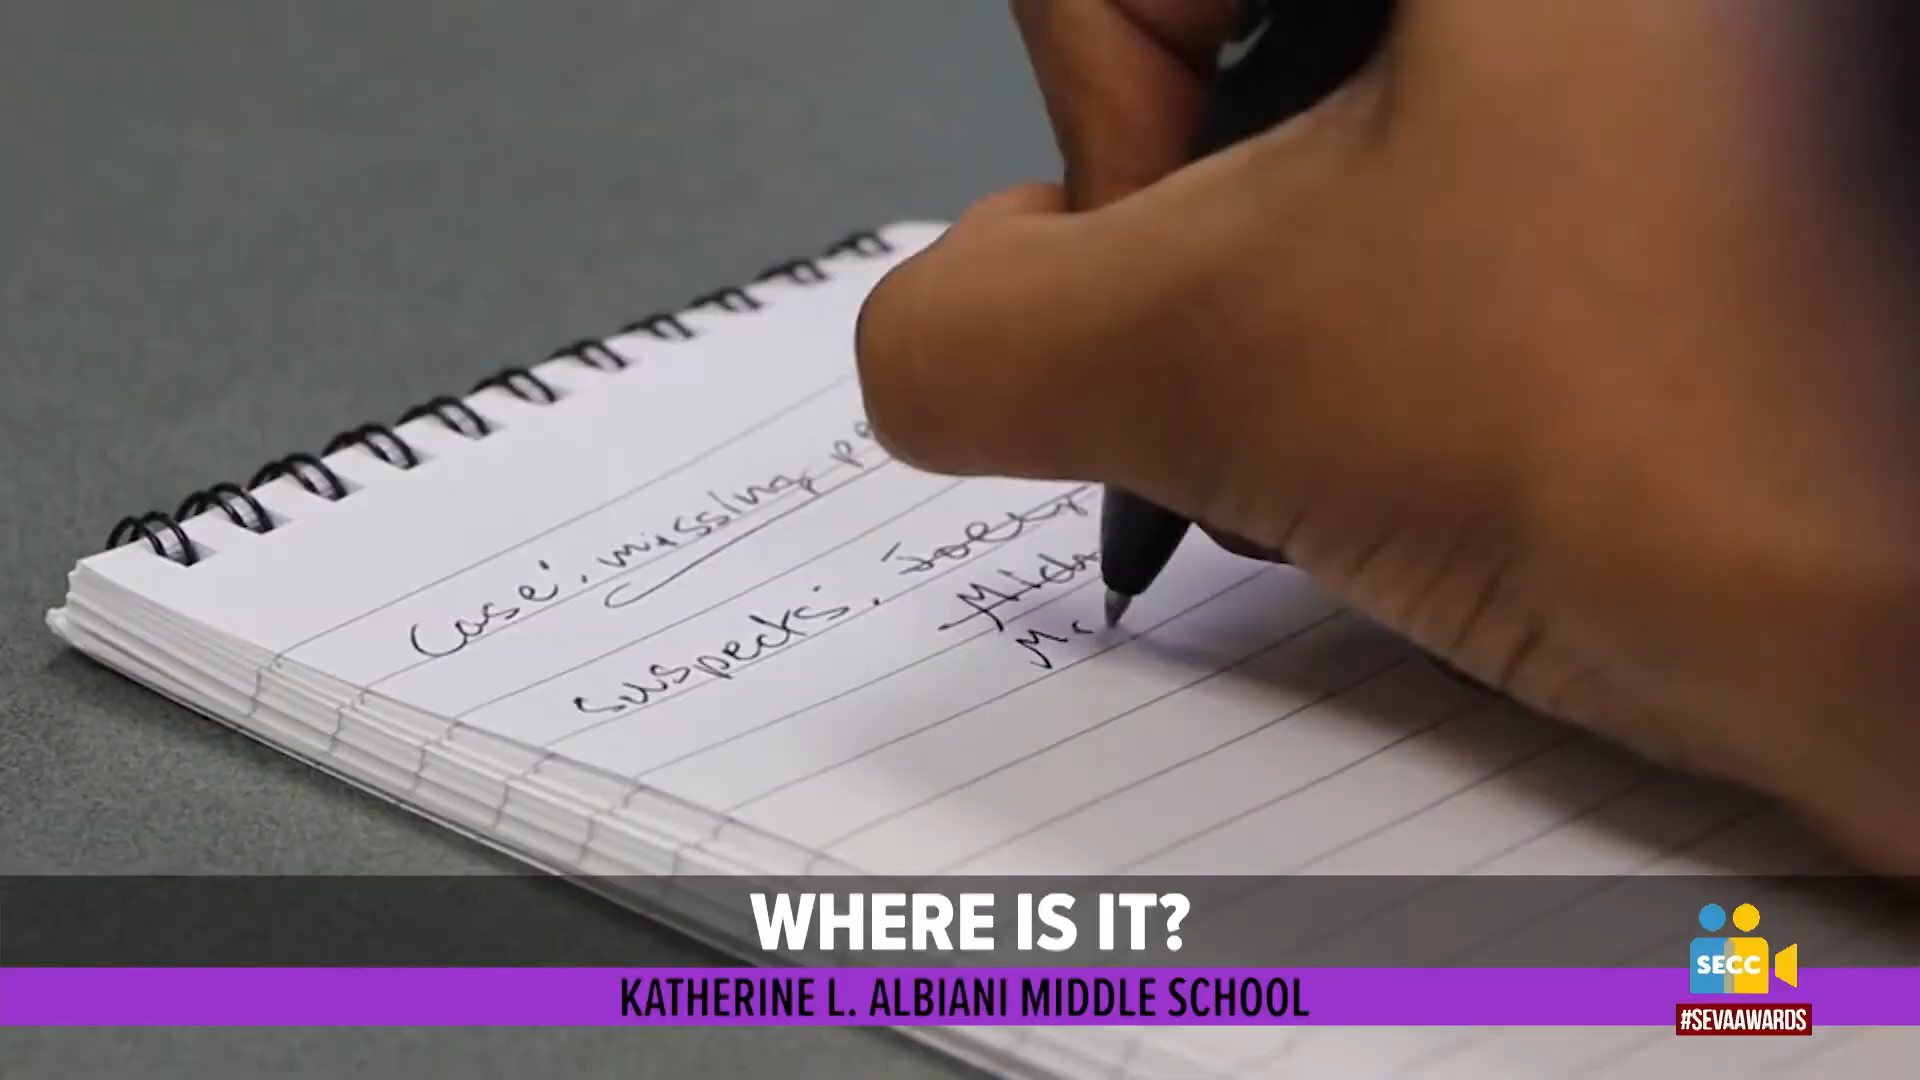 Case: missing
Suspects:
WHERE IS IT?
KATHERINE L. ALBIANI MIDDLE SCHOOL
SECC
#SEVAAWARDS